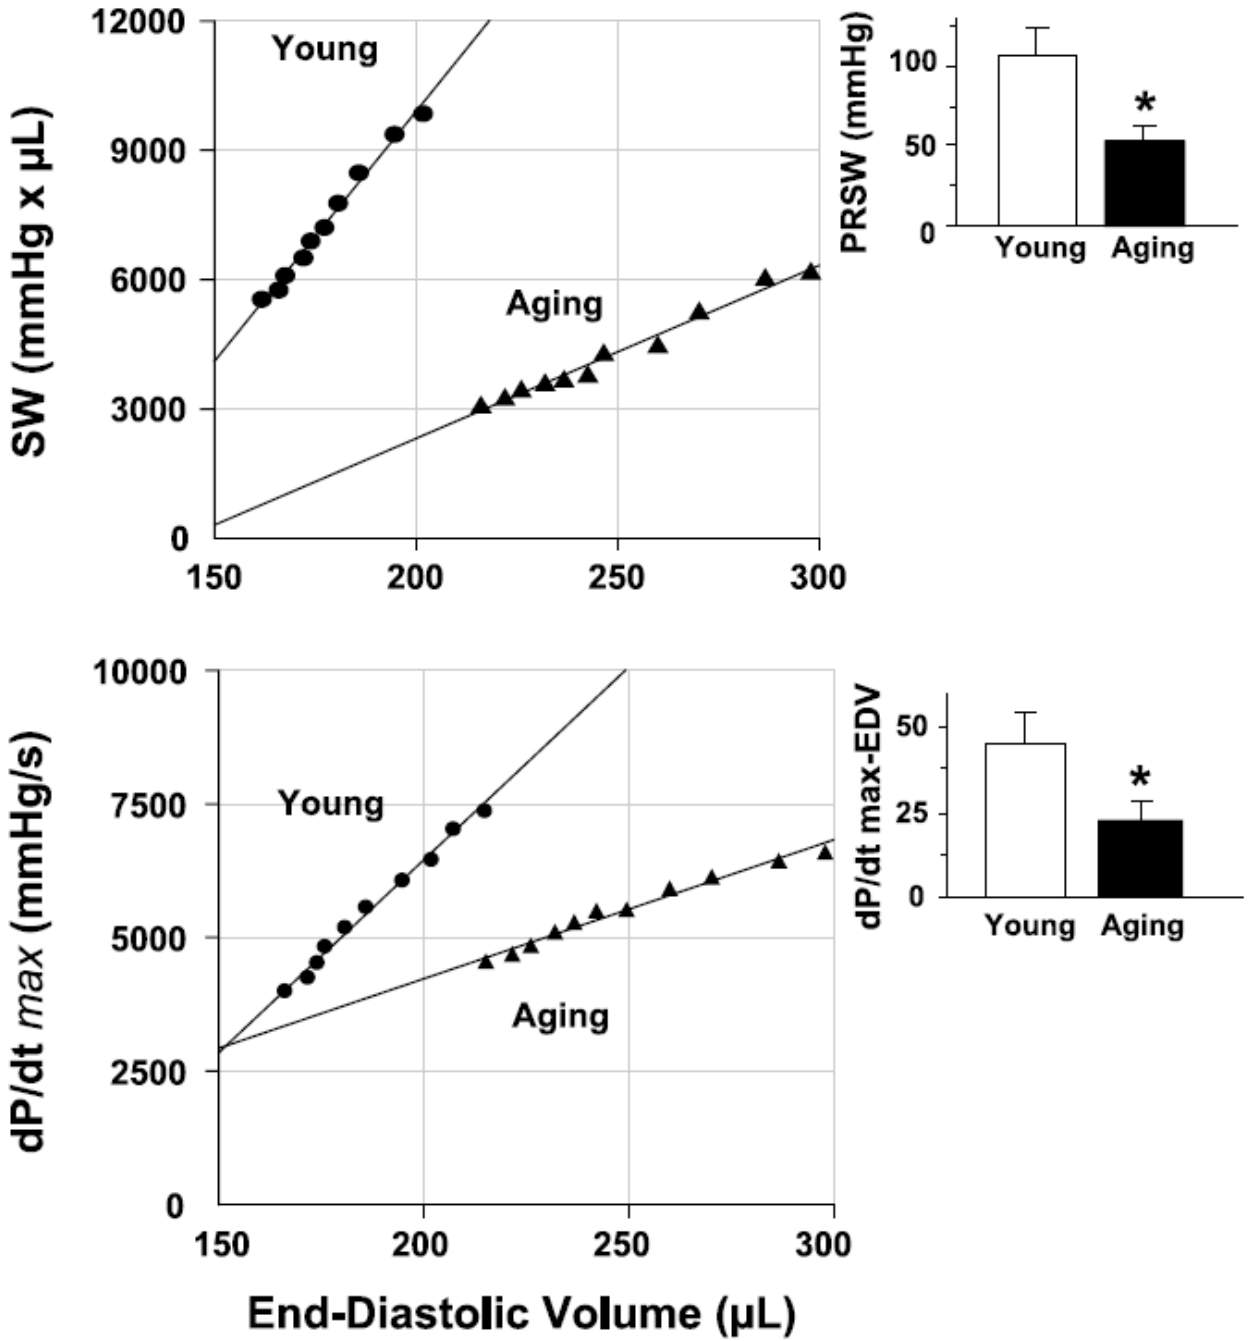 12000
9000
6000
3000
0
SW (mmHg x µL)
Young
Aging
150 200 250 300
PRSW (mmHg)
100
50
0
*
Young Aging
10000
7500
5000
2500
0
dP/dt max (mmHg/s)
Young
Aging
150 200 250 300
End-Diastolic Volume (µL)
dP/dt max-EDV
50
25
0
*
Young Aging